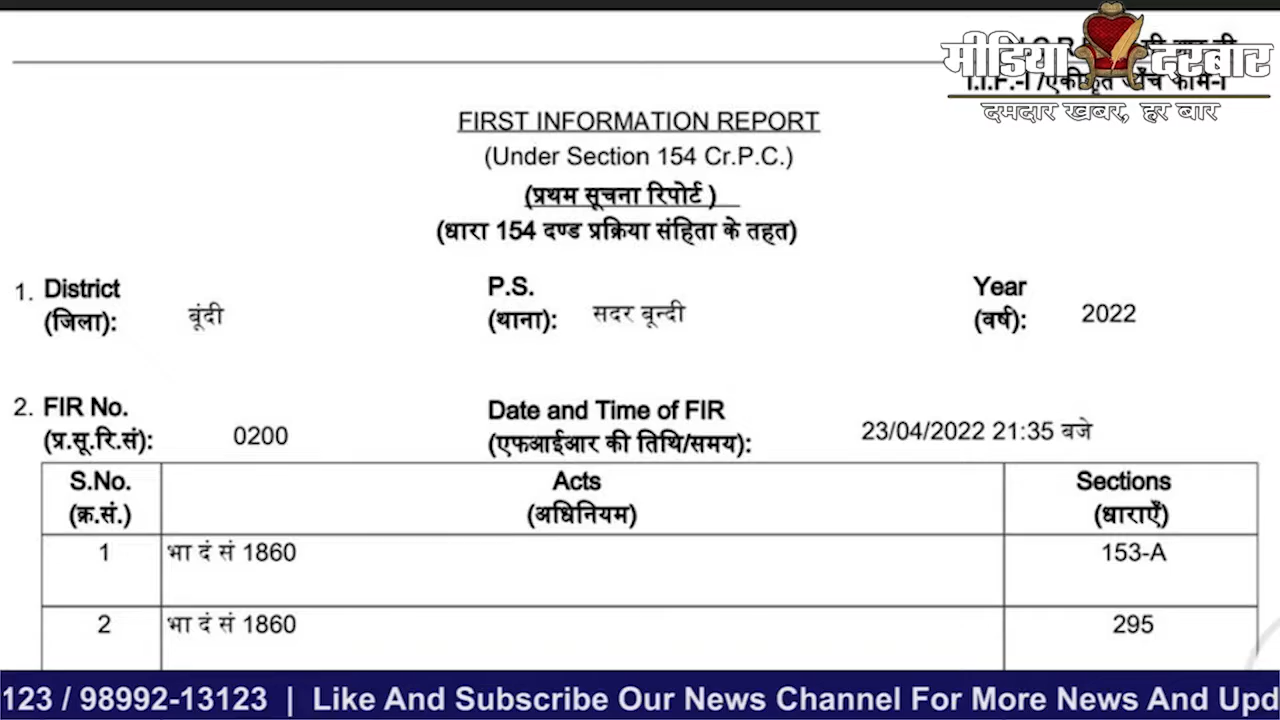 मीडिया दरबार
I.I.F.-I /एकीकृत जाँच फार्म-I
दमदार खबर, हर बार
FIRST INFORMATION REPORT
(Under Section 154 Cr.P.C.)
(प्रथम सूचना रिपोर्ट )
(धारा 154 दण्ड प्रक्रिया संहिता के तहत)
1. District P.S. Year
(जिला): बूंदी (थाना): सदर बून्दी (वर्ष): 2022
2. FIR No. Date and Time of FIR
(प्र.सू.रि.सं): 0200 (एफआईआर की तिथि/समय): 23/04/2022 21:35 बजे
S.No. Acts Sections
(क्र.सं.) (अधिनियम) (धाराएँ)
1 भा दं सं 1860 153-A
2 भा दं सं 1860 295
123 / 98992-13123 | Like And Subscribe Our News Channel For More News And Upd